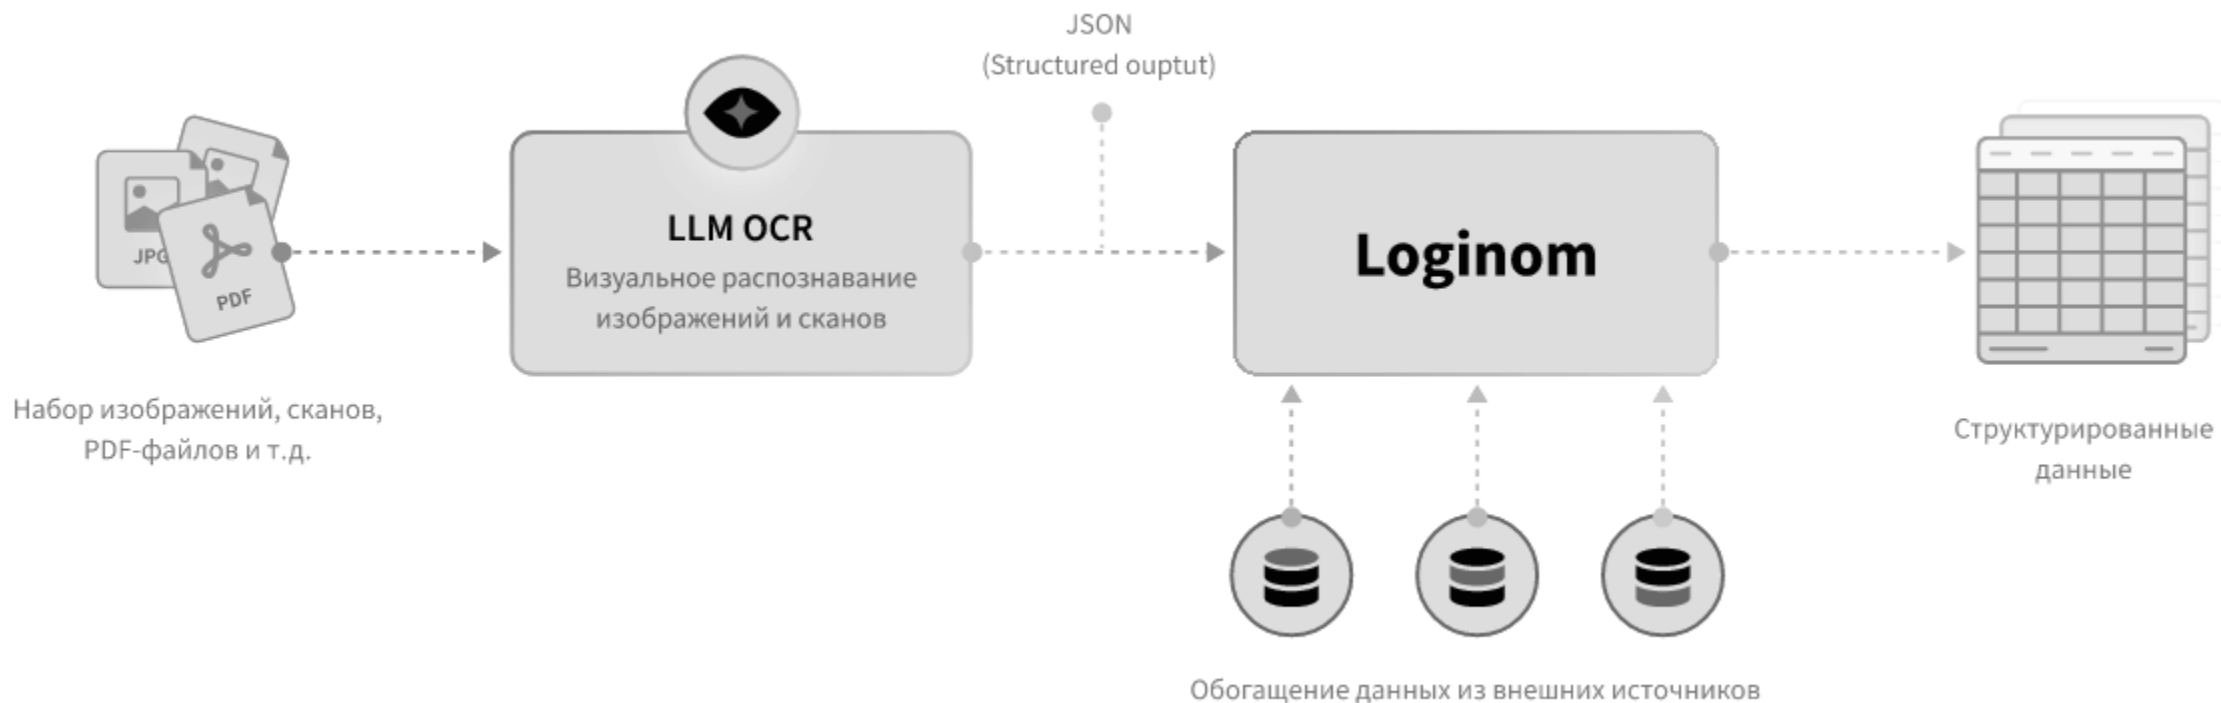 JSON
(Structured ouptut)
JPG
PDF
LLM OCR
Визуальное распознавание
изображений и сканов
Loginom
Набор изображений, сканов,
PDF-файлов и т.д.
Структурированные
данные
Обогащение данных из внешних источников